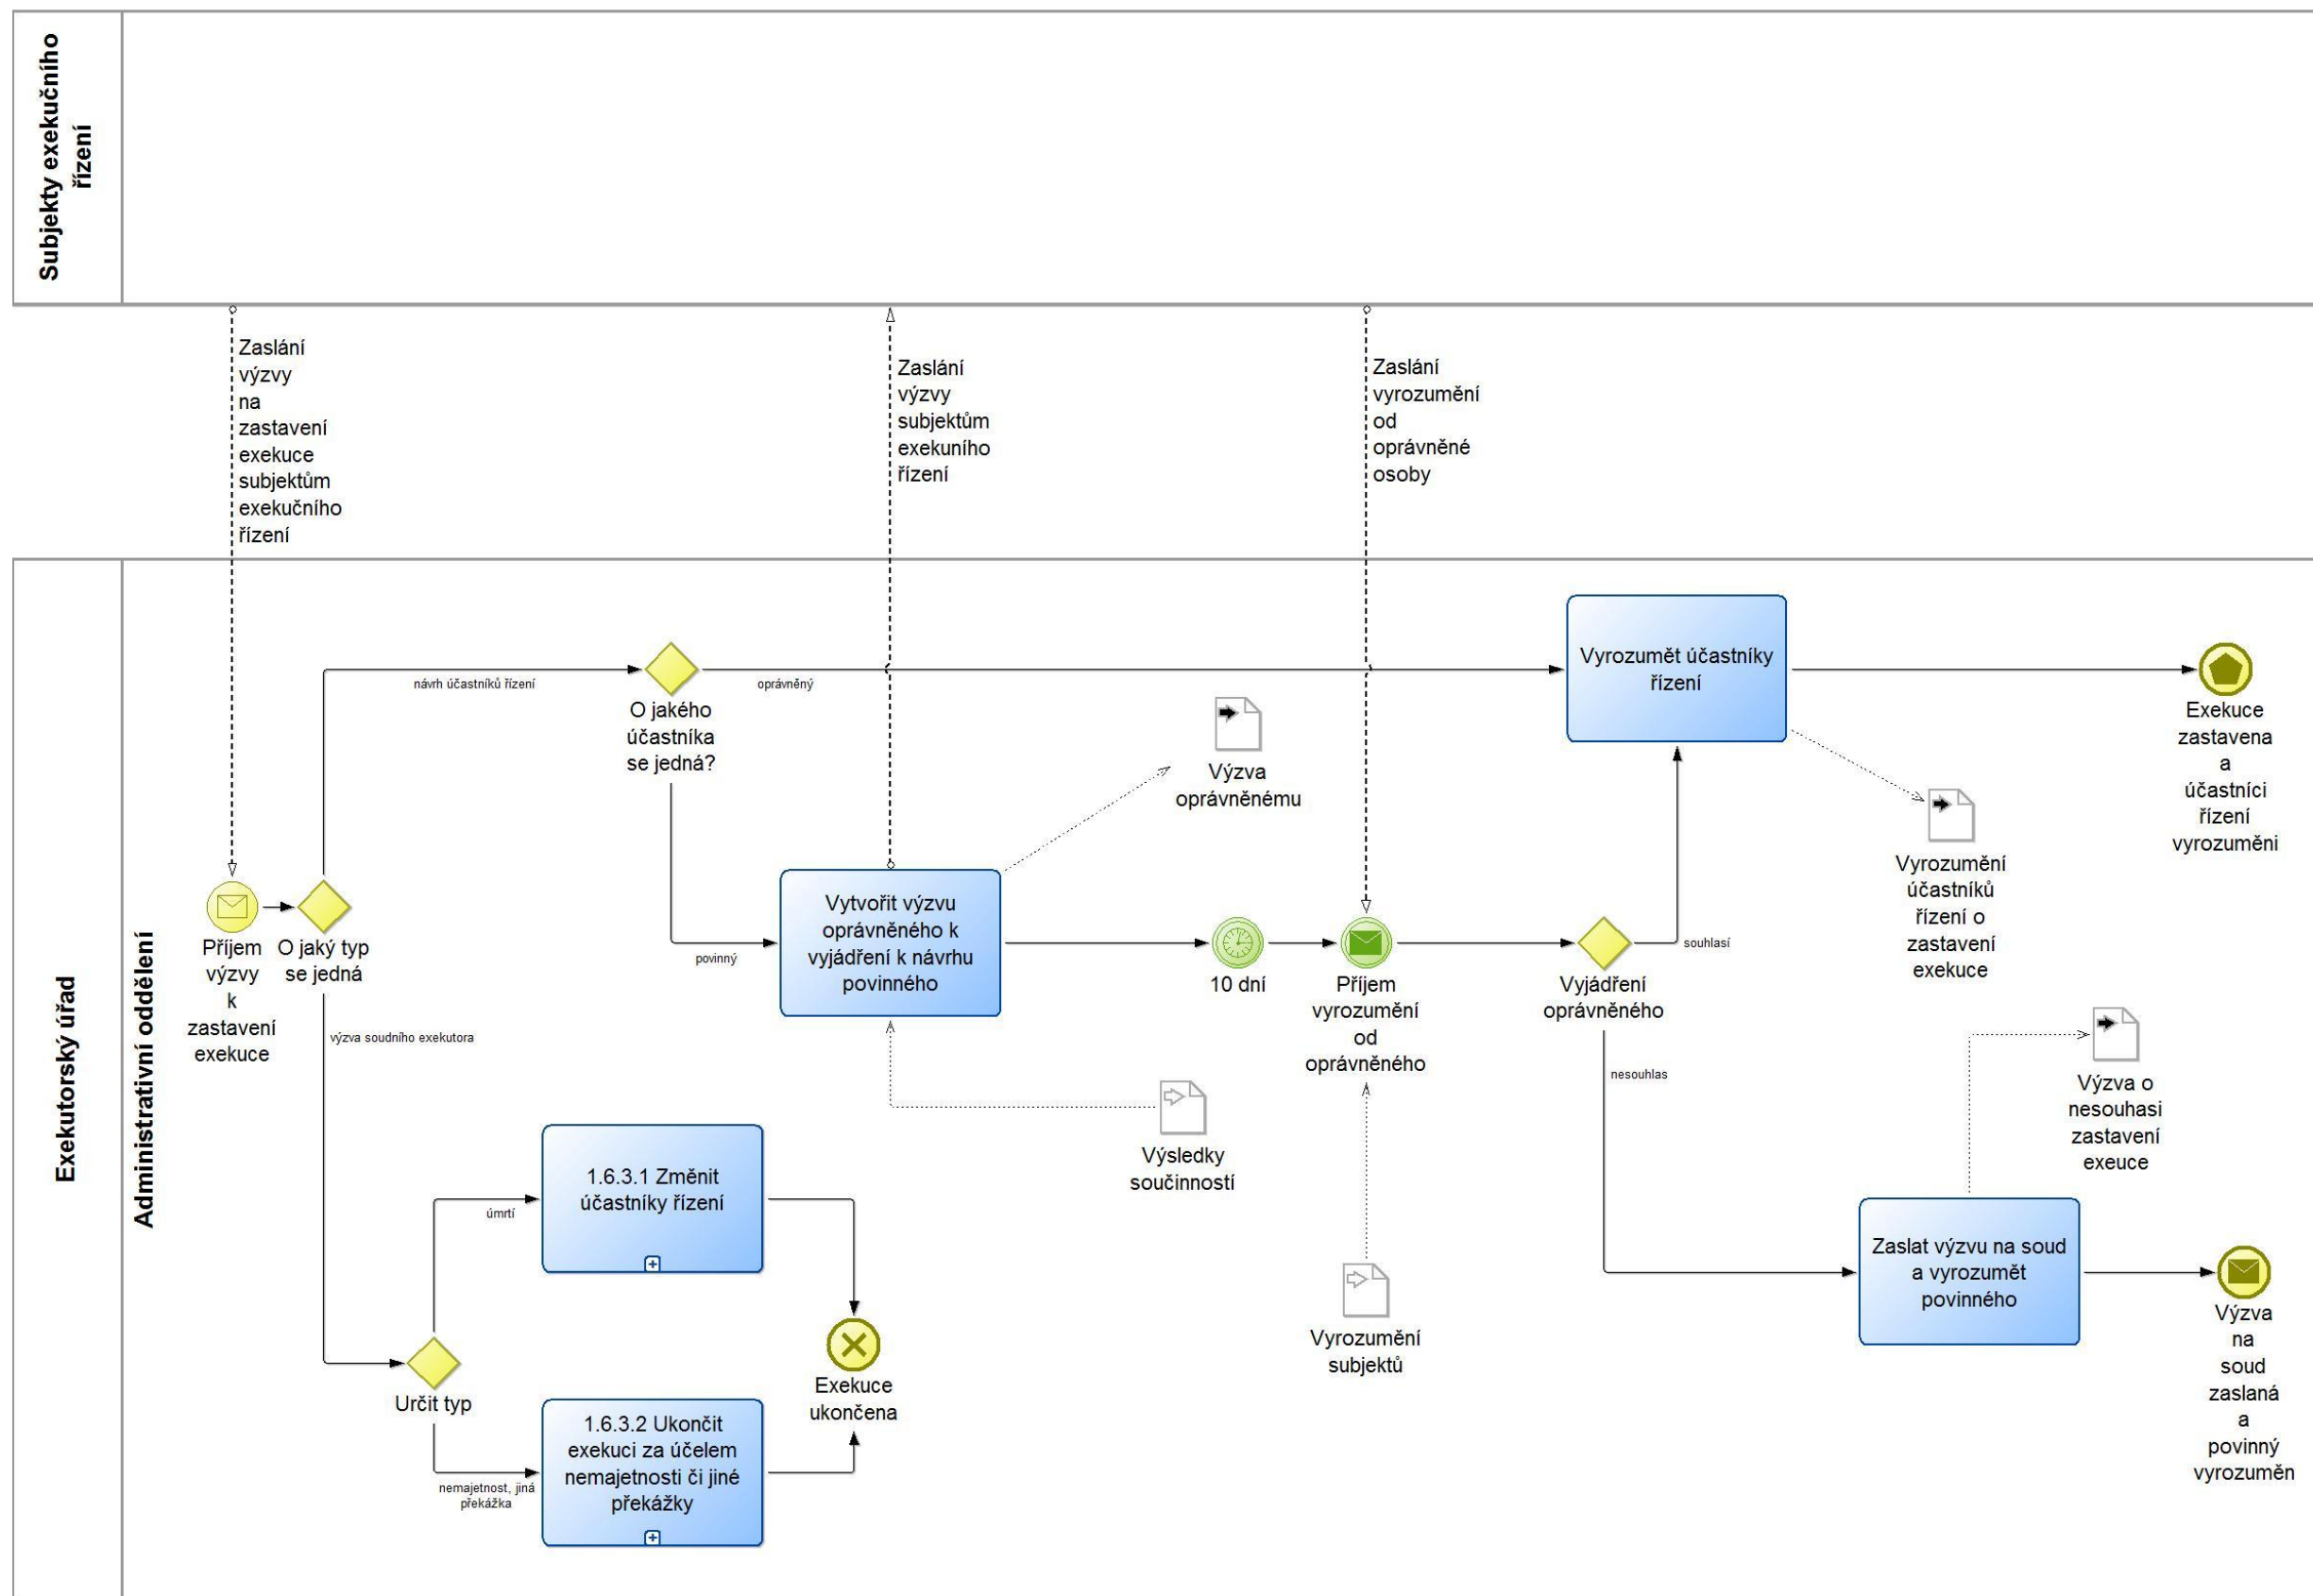 Subjekty exekučního
řízení
Zaslání
výzvy
na
zastavení
exekuce
subjektům
exekučního
řízení
Zaslání
výzvy
subjektům
exekuního
řízení
Zaslání
vyrozumění
od
oprávněné
osoby
Exekutorský úřad
Administrativní oddělení
Příjem
výzvy
k
zastavení
exekuce
O jaký typ
se jedná
návrh účastníků řízení
výzva soudního exekutora
O jakého
účastníka
se jedná?
oprávněný
povinný
Vyrozumět účastníky
řízení
Exekuce
zastavena
a
účastníci
řízení
vyrozuměni
Výzva
oprávněnému
Vyrozumění
účastníků
řízení o
zastavení
exekuce
Vytvořit výzvu
oprávněného k
vyjádření k návrhu
povinného
10 dní
Příjem
vyrozumění
od
oprávněného
Vyjádření
oprávněného
souhlasí
nesouhlas
Výzva o
nesouhasi
zastavení
exeuce
Výsledky
součinností
Vyrozumění
subjektů
Zaslat výzvu na soud
a vyrozumět
povinného
Výzva
na
soud
zaslaná
a
povinný
vyrozuměn
Určit typ
úmrtí
nemajetnost, jiná
překážka
1.6.3.1 Změnit
účastníky řízení
1.6.3.2 Ukončit
exekuci za účelem
nemajetnosti či jiné
překážky
Exekuce
ukončena